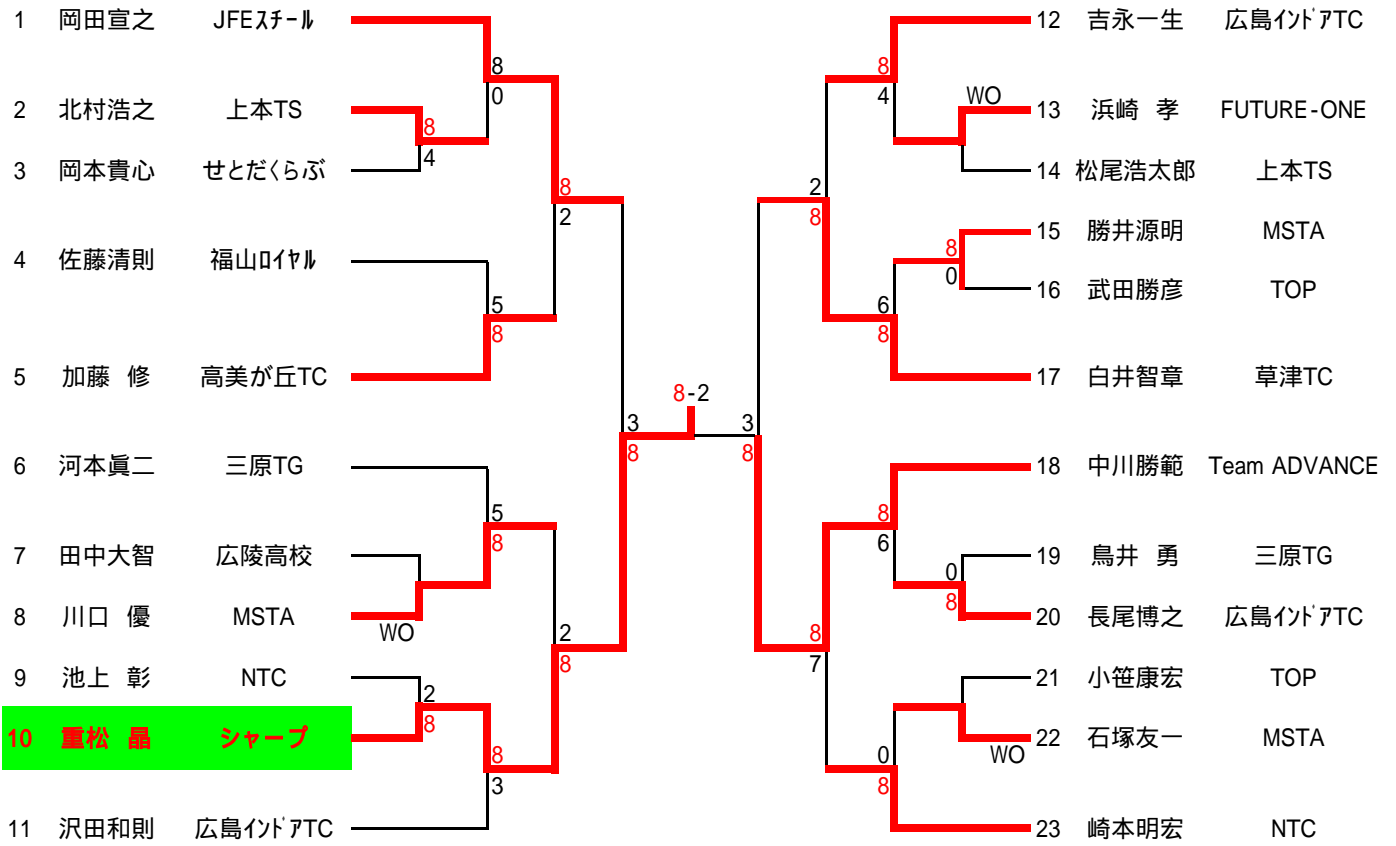 1 岡田宣之 JFEスチール
8
0
2 北村浩之 上本TS
8
4
3 岡本貴心 せとだくらぶ
8
2
4 佐藤清則 福山ロイヤル
5
8
5 加藤 修 高美が丘TC
3
8
8-2
6 河本眞二 三原TG
5
8
7 田中大智 広陵高校
8 川口 優 MSTA
WO
2
8
9 池上 彰 NTC
2
8
10 重松 晶 シャープ
8
3
11 沢田和則 広島インドアTC
12 吉永一生 広島インドアTC
8
4
WO
13 浜崎 孝 FUTURE-ONE
14 松尾浩太郎 上本TS
2
8
15 勝井源明 MSTA
8
0
16 武田勝彦 TOP
6
8
17 白井智章 草津TC
3
8
18 中川勝範 Team ADVANCE
8
6
19 鳥井 勇 三原TG
0
8
20 長尾博之 広島インドアTC
8
7
21 小笹康宏 TOP
22 石塚友一 MSTA
WO
0
8
23 崎本明宏 NTC